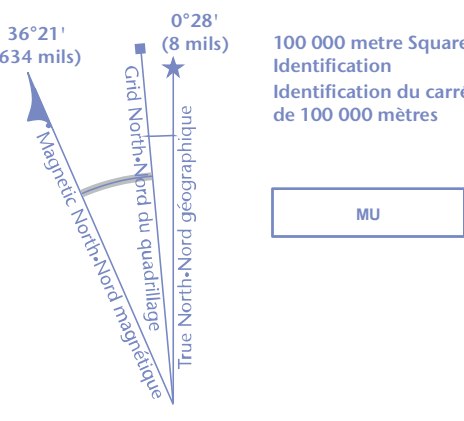 36°21'
634 mils)
0°28'
(8 mils)
Magnetic North•Nord magnétique
Grid North•Nord du quadrillage
True North•Nord géographique
100 000 metre Square
Identification
Identification du carré
de 100 000 mètres
MU